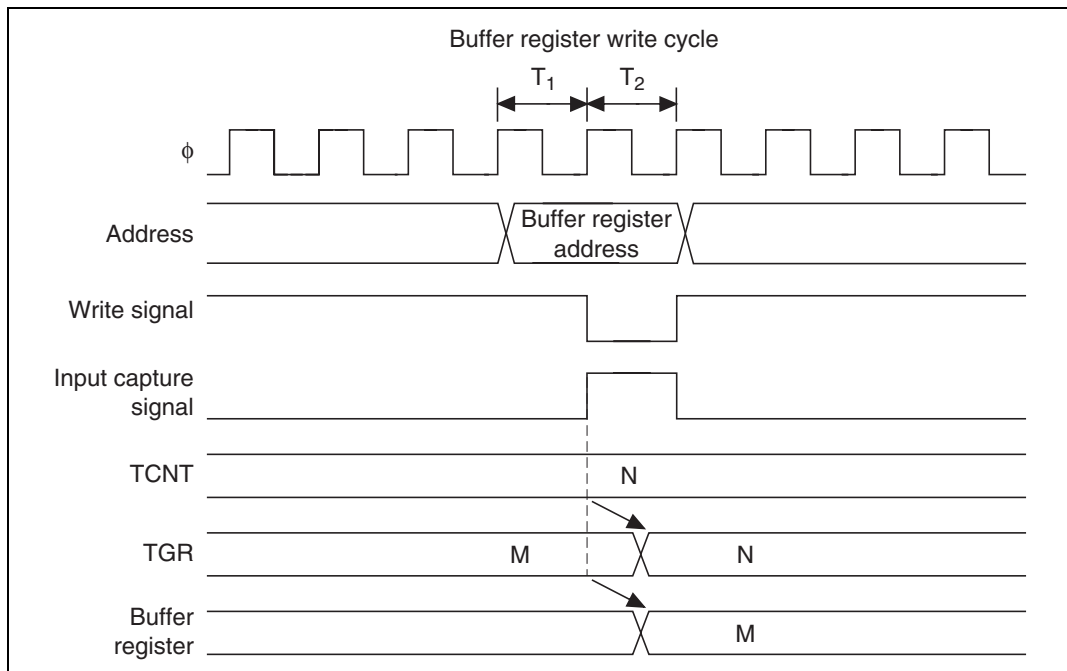 Buffer register write cycle
T1 T2
ϕ
Address
Buffer register
address
Write signal
Input capture
signal
TCNT
N
TGR
M N
Buffer
register
M